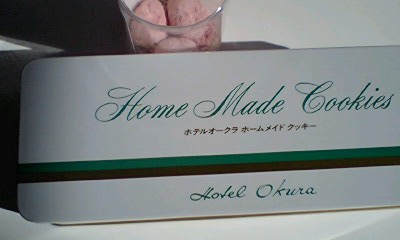 Home Made Cookies
ホテルオークラ ホームメイド クッキー
Hotel Okura